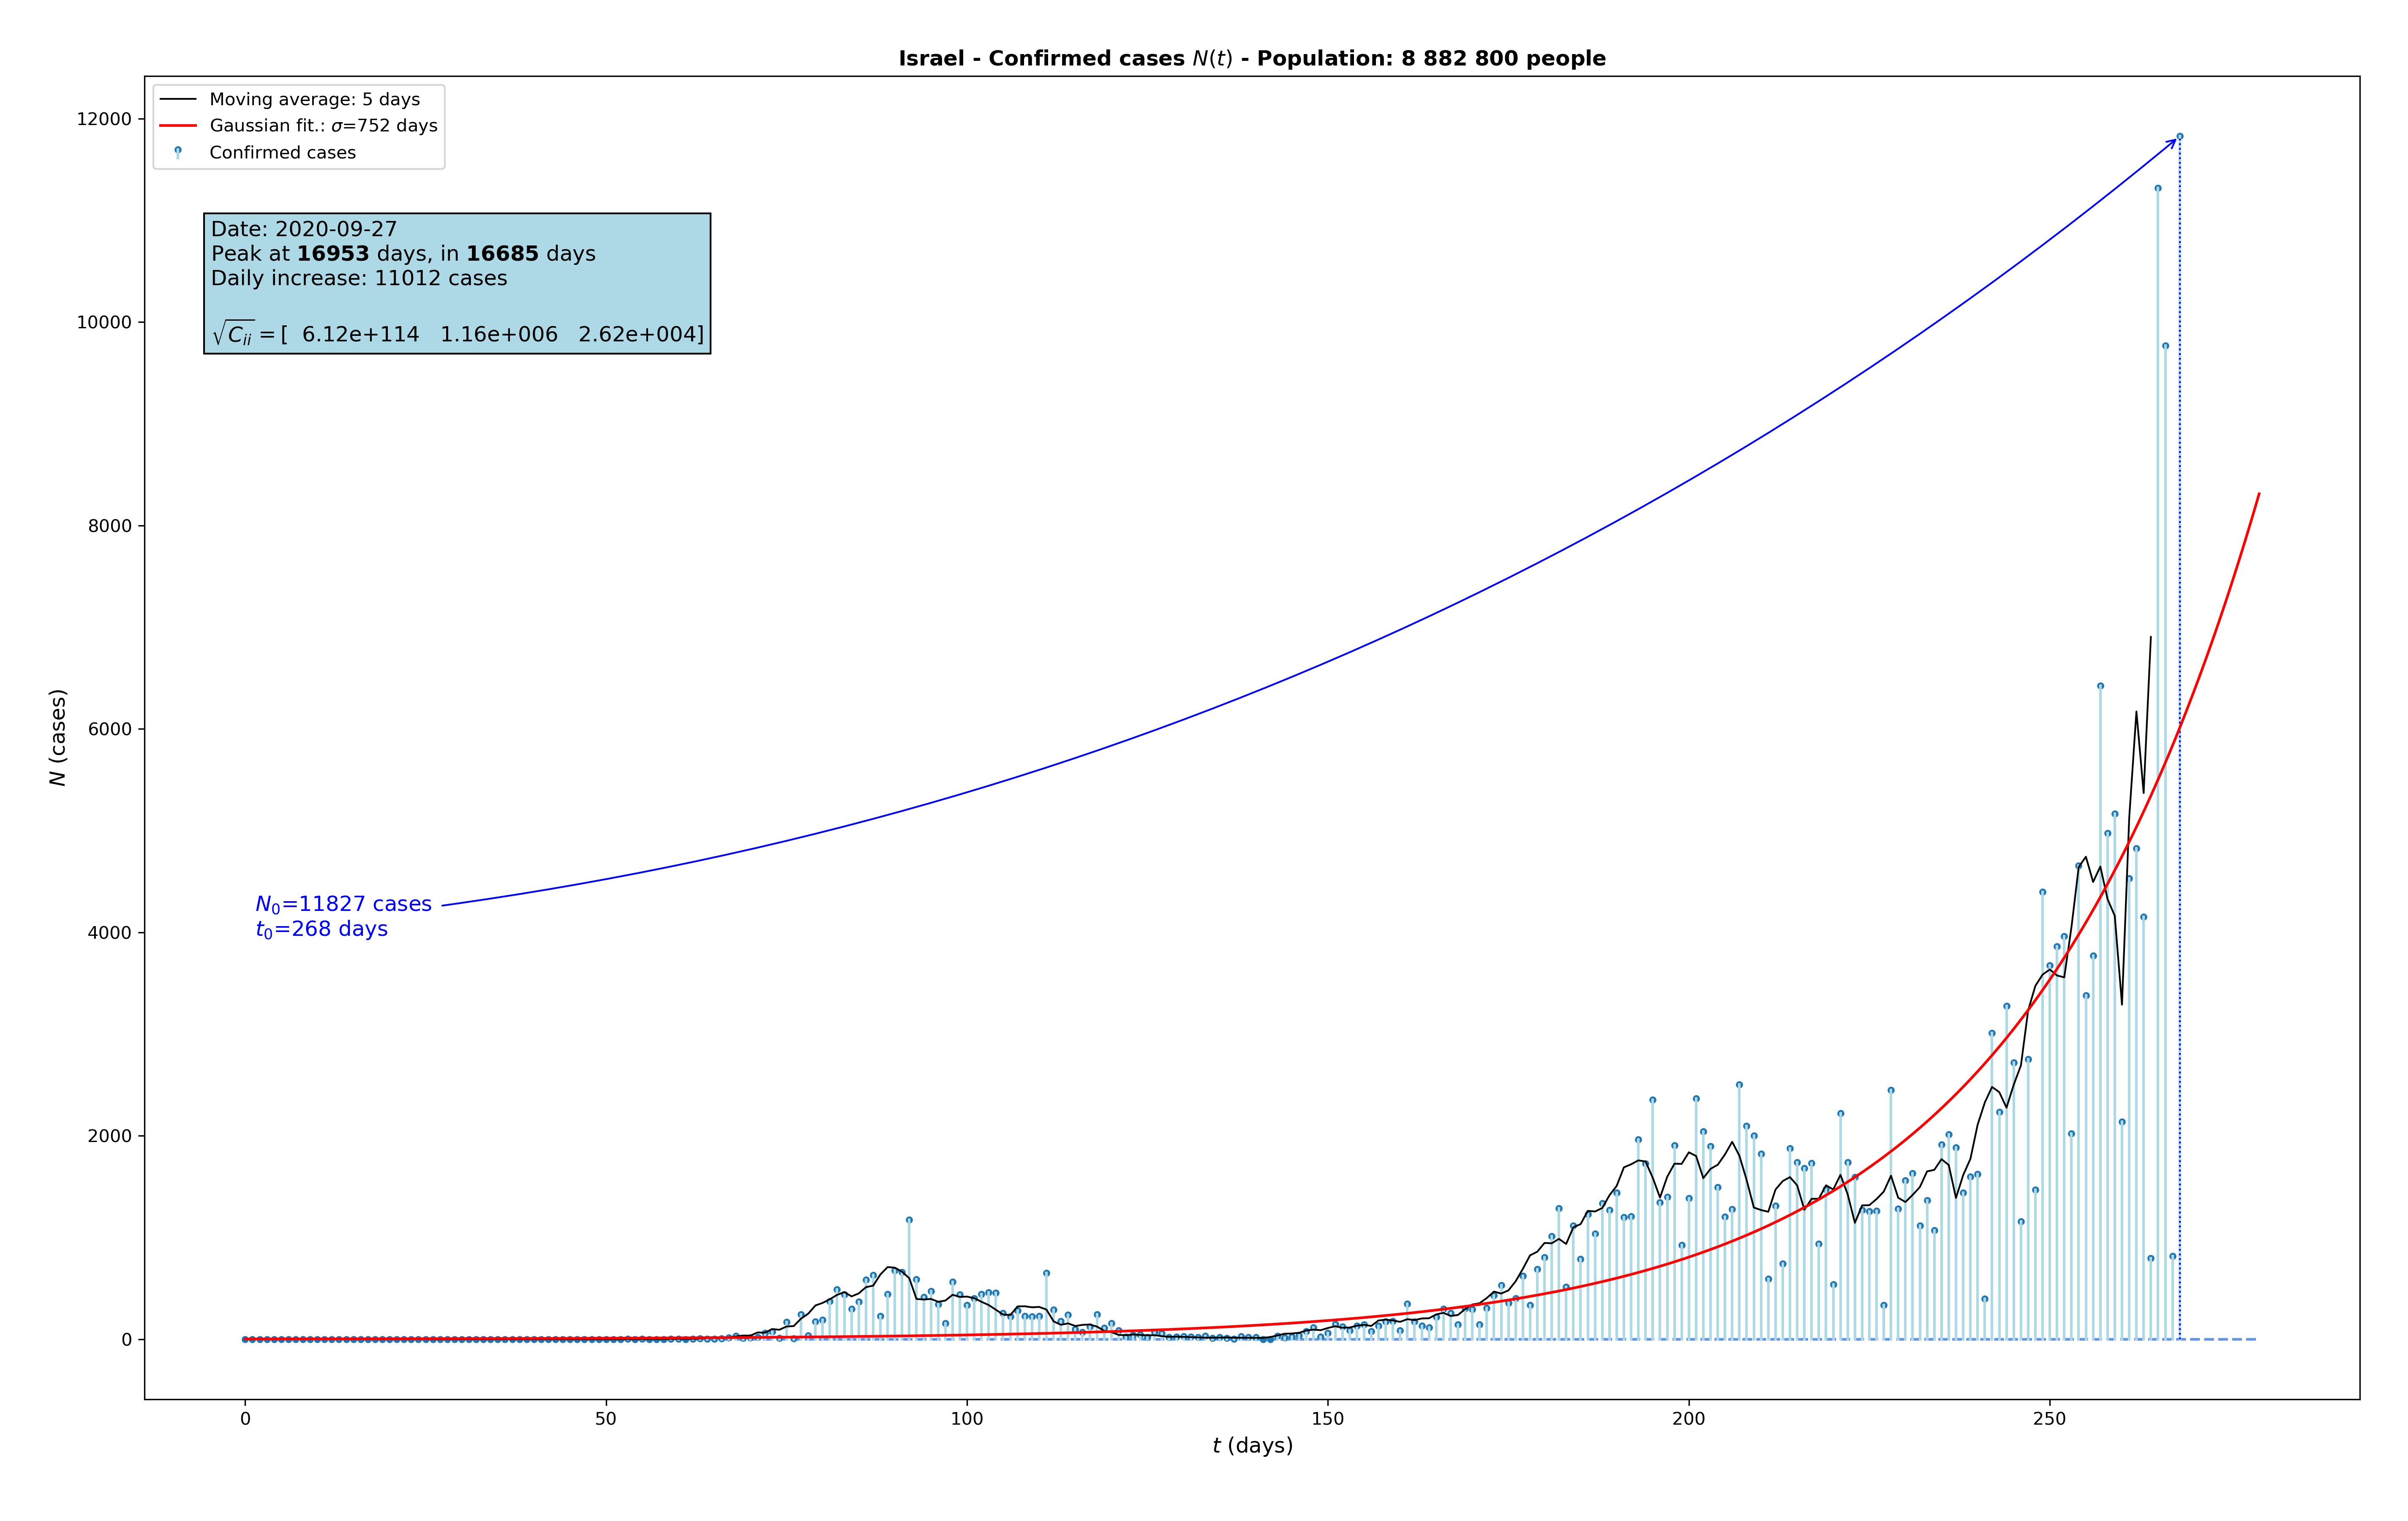 Israel - Confirmed cases N(t) - Population: 8 882 800 people
Moving average: 5 days
Gaussian fit.: σ=752 days
Confirmed cases
Date: 2020-09-27
Peak at 16953 days, in 16685 days
Daily increase: 11012 cases
√Cᵢᵢ = [ 6.12e+114 1.16e+006 2.62e+004]
N₀=11827 cases
t₀=268 days
12000
10000
8000
6000
4000
2000
0
N (cases)
0 50 100 150 200 250
t (days)